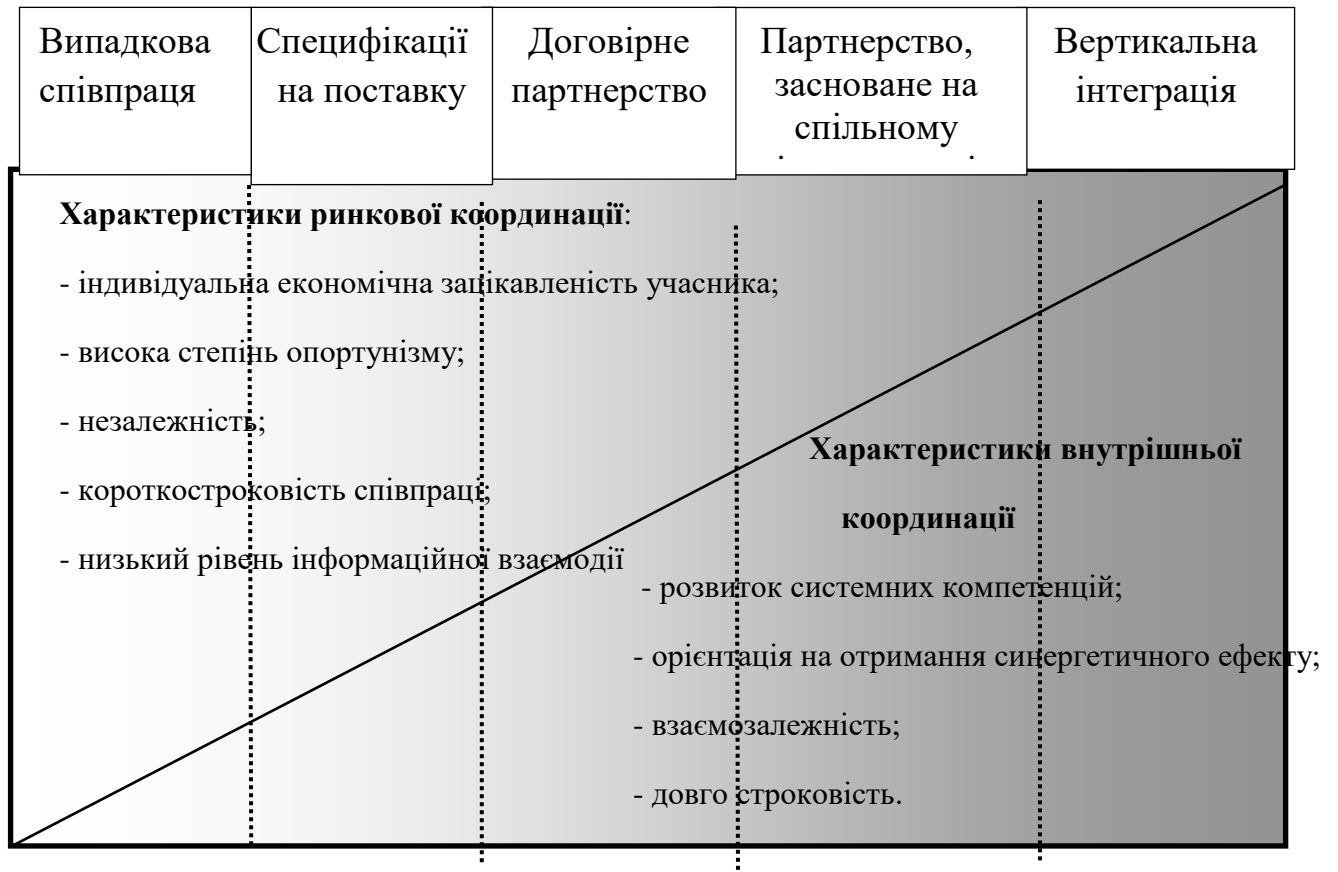 Випадкова
співпраця
Специфікації
на поставку
Договірне
партнерство
Партнерство,
засноване на
спільному
Вертикальна
інтеграція
Характеристики ринкової координації:
- індивідуальна економічна зацікавленість учасника;
- висока степінь опортунізму;
- незалежність;
- короткостроковість співпраці;
- низький рівень інформаційної взаємодії
Характеристики внутрішньої
координації
- розвиток системних компетенцій;
- орієнтація на отримання синергетичного ефекту;
- взаємозалежність;
- довго строковість.